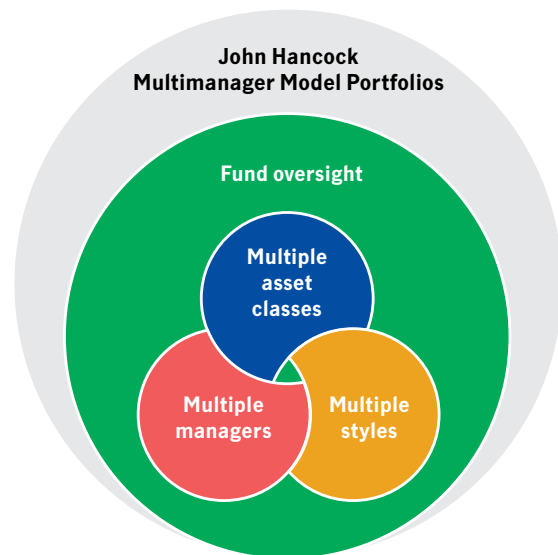 John Hancock
Multimanager Model Portfolios
Fund oversight
Multiple
asset
classes
Multiple
managers
Multiple
styles